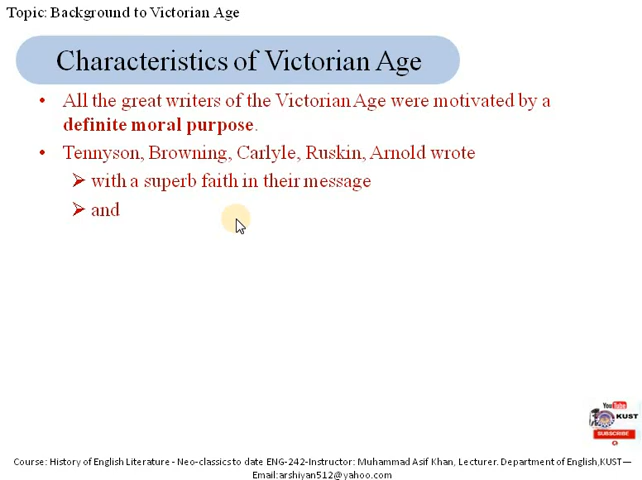 Topic: Background to Victorian Age
Characteristics of Victorian Age
• All the great writers of the Victorian Age were motivated by a
definite moral purpose.
• Tennyson, Browning, Carlyle, Ruskin, Arnold wrote
➢ with a superb faith in their message
➢ and
YouTube
KUST
SUBSCRIBE
Course: History of English Literature - Neo-classics to date ENG-242-Instructor: Muhammad Asif Khan, Lecturer. Department of English,KUST—
Email:arshiyan512@yahoo.com